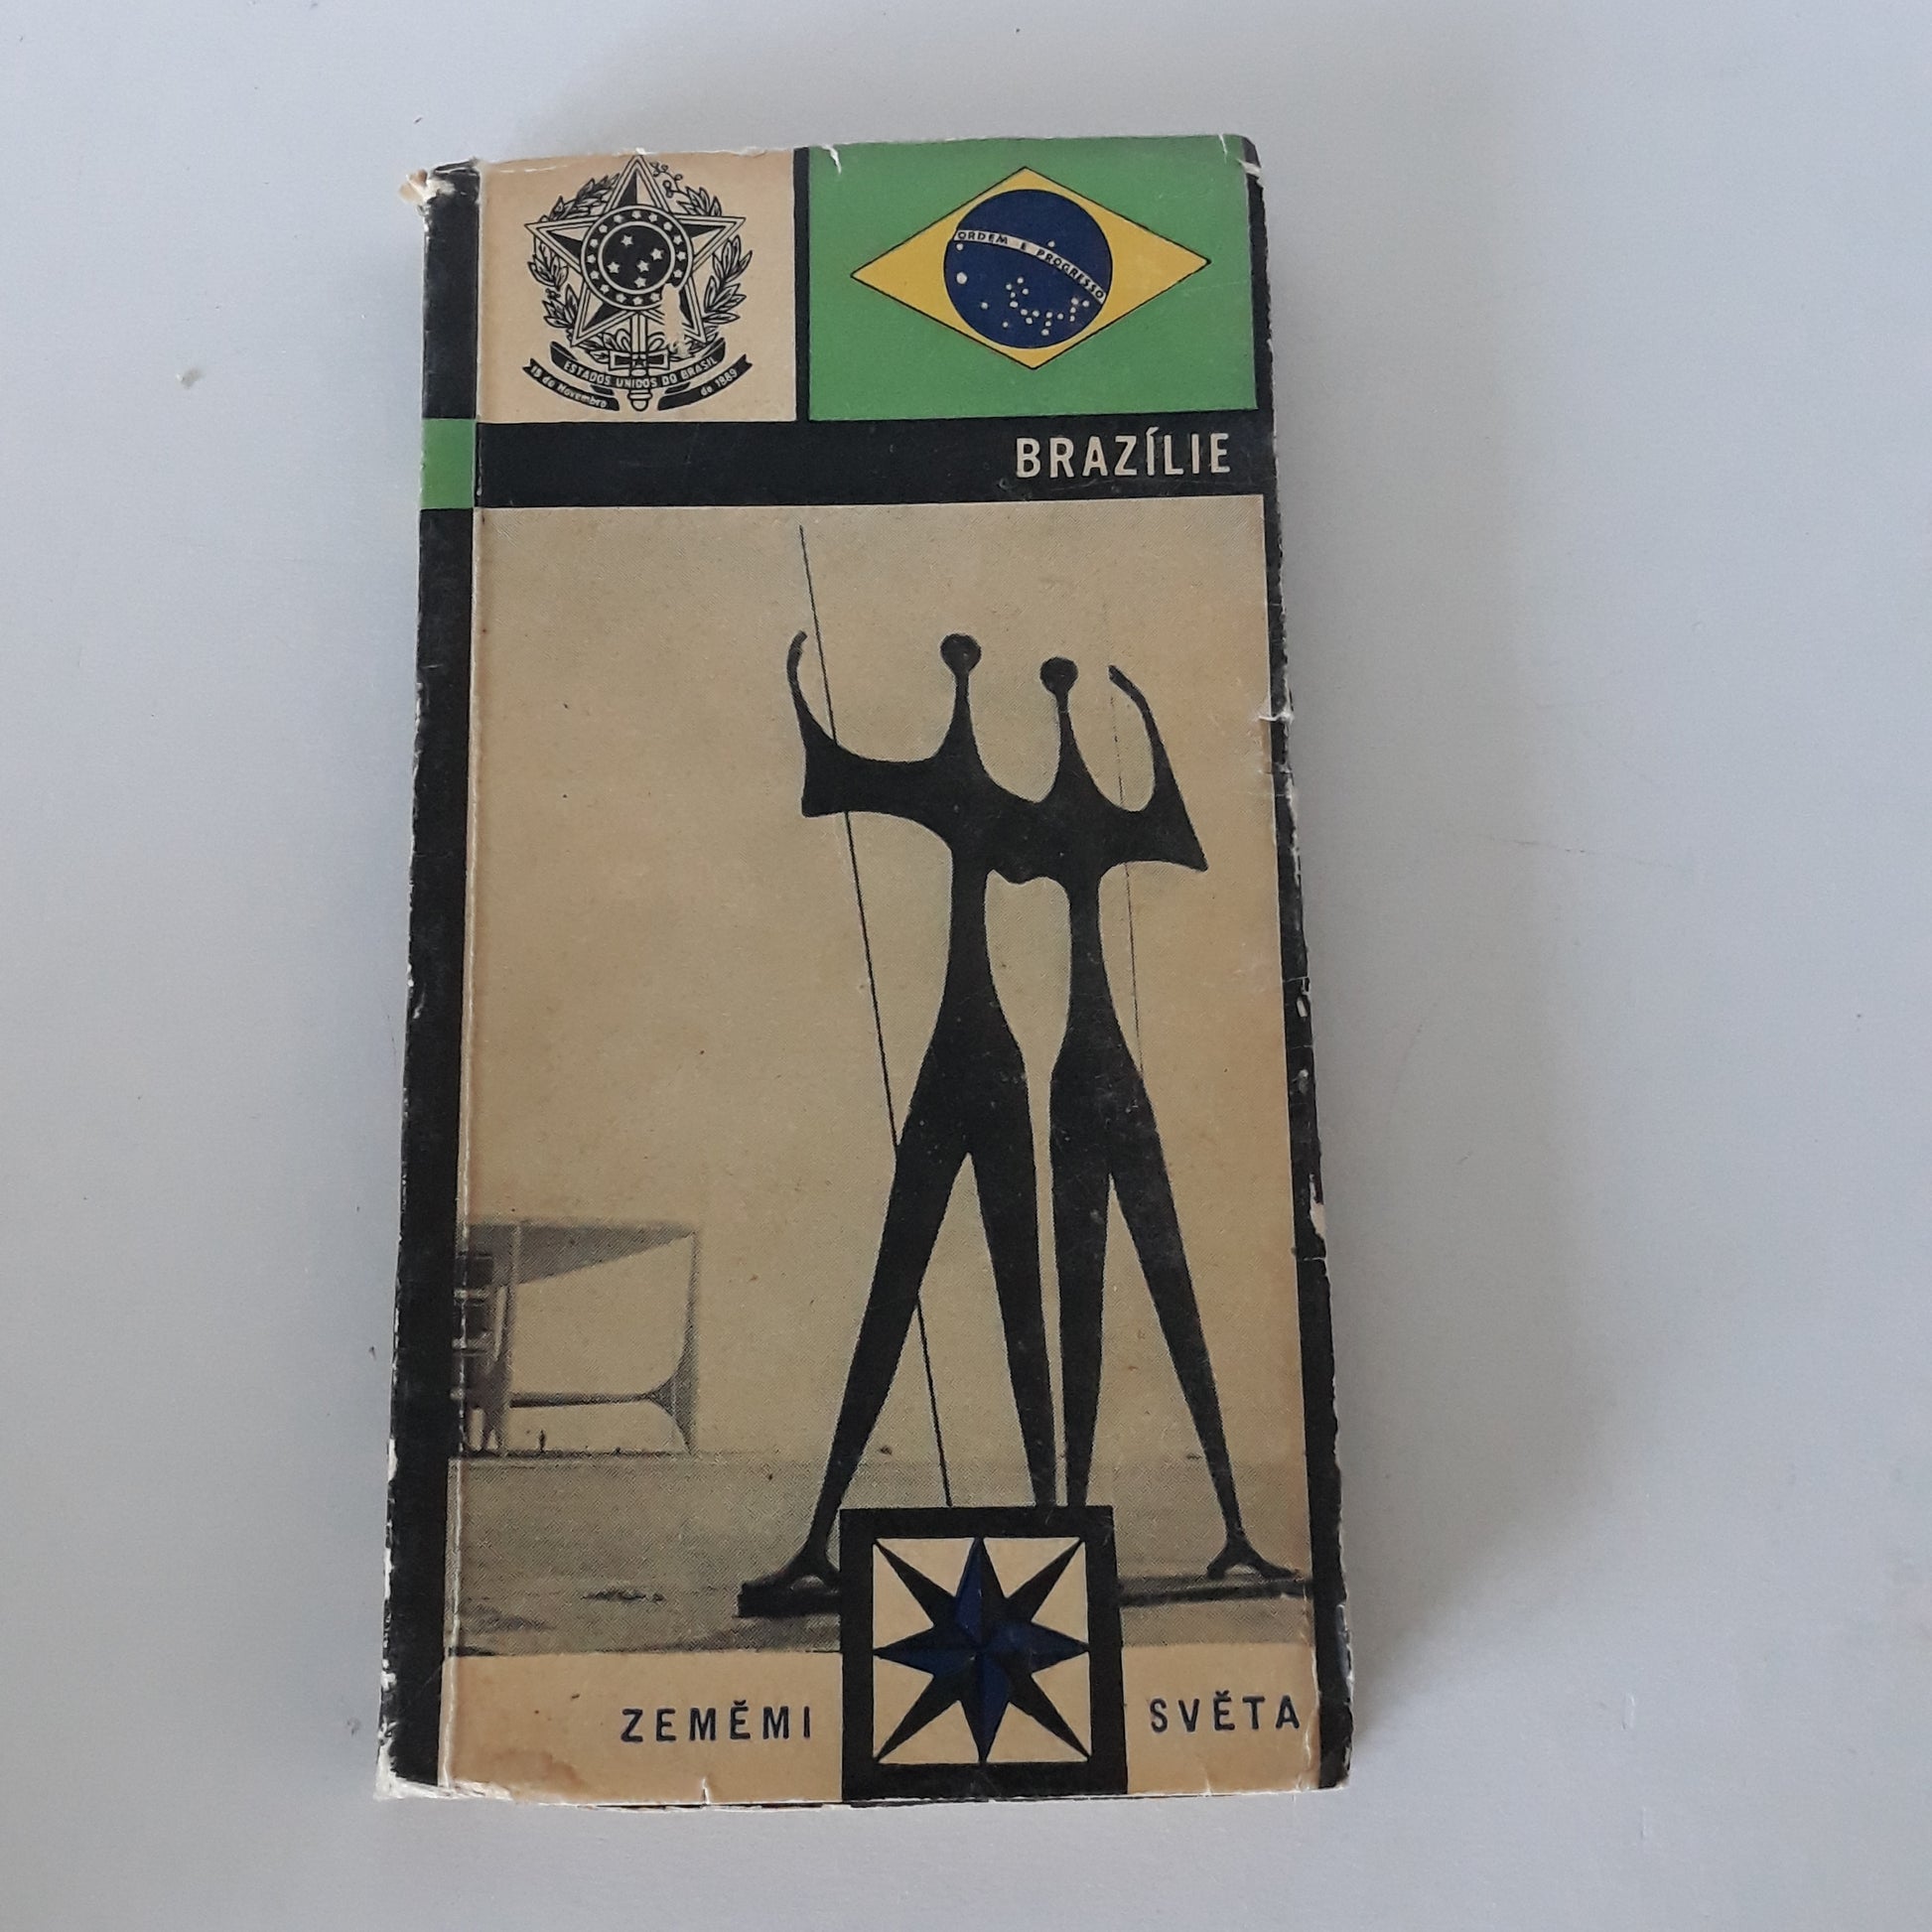 ESTADOS UNIDOS DO BRASIL
15 de Novembro de 1889
ORDEM E PROGRESSO
BRAZÍLIE
ZEMĚMI SVĚTA